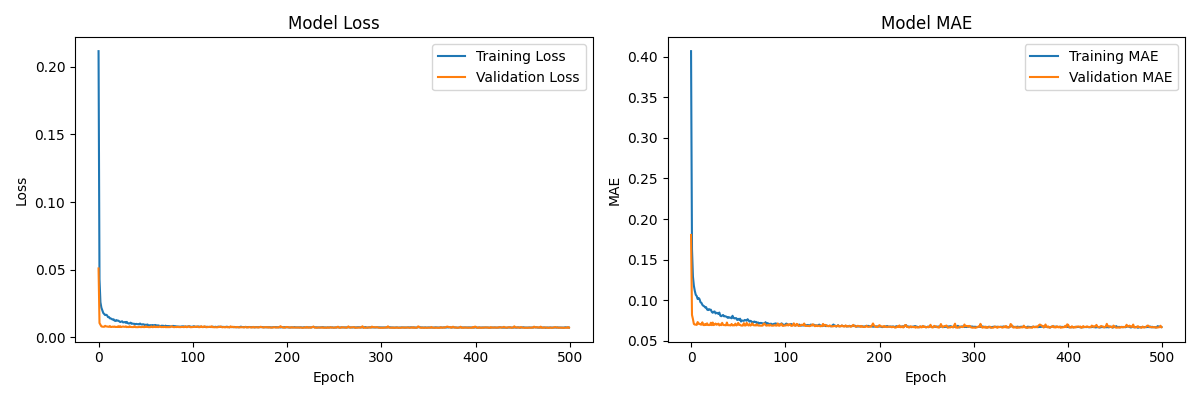 Model Loss
Loss
0.20
0.15
0.10
0.05
0.00
Training Loss
Validation Loss
0 100 200 300 400 500
Epoch
Model MAE
MAE
0.40
0.35
0.30
0.25
0.20
0.15
0.10
0.05
Training MAE
Validation MAE
0 100 200 300 400 500
Epoch